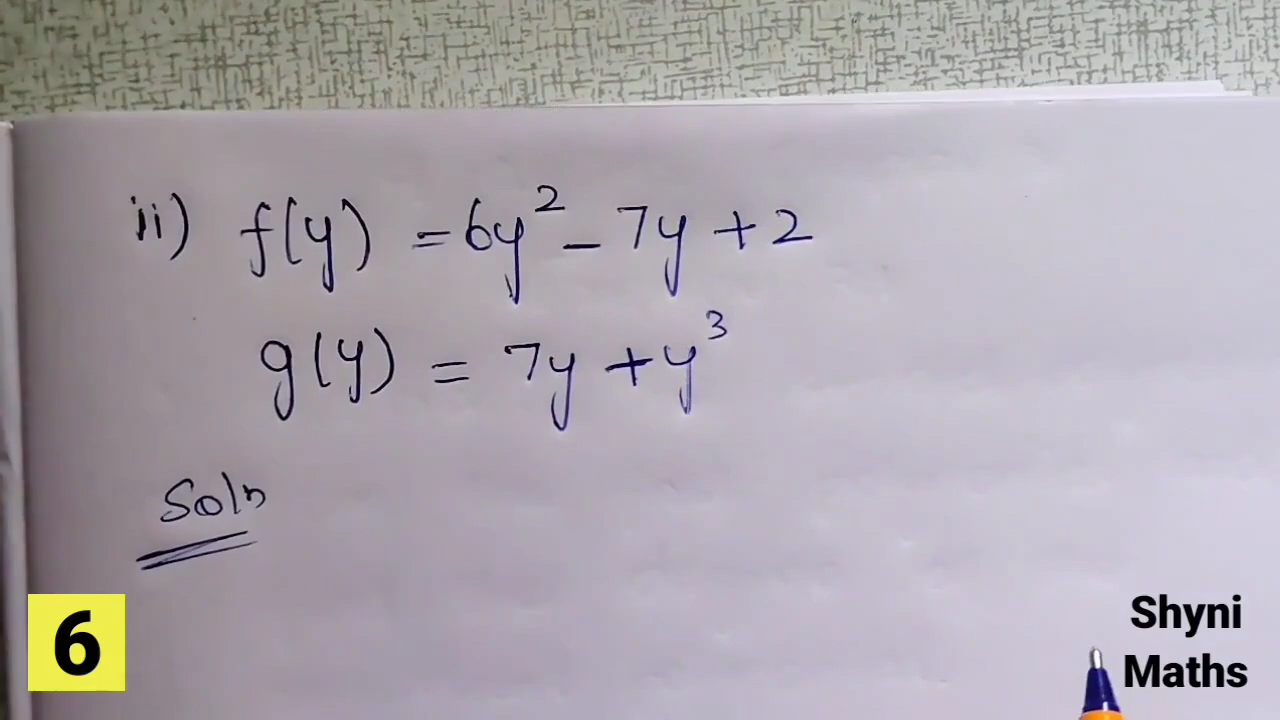 ii) f(y) = 6y² - 7y + 2
g(y) = 7y + y³
Soln
6
Shyni
Maths